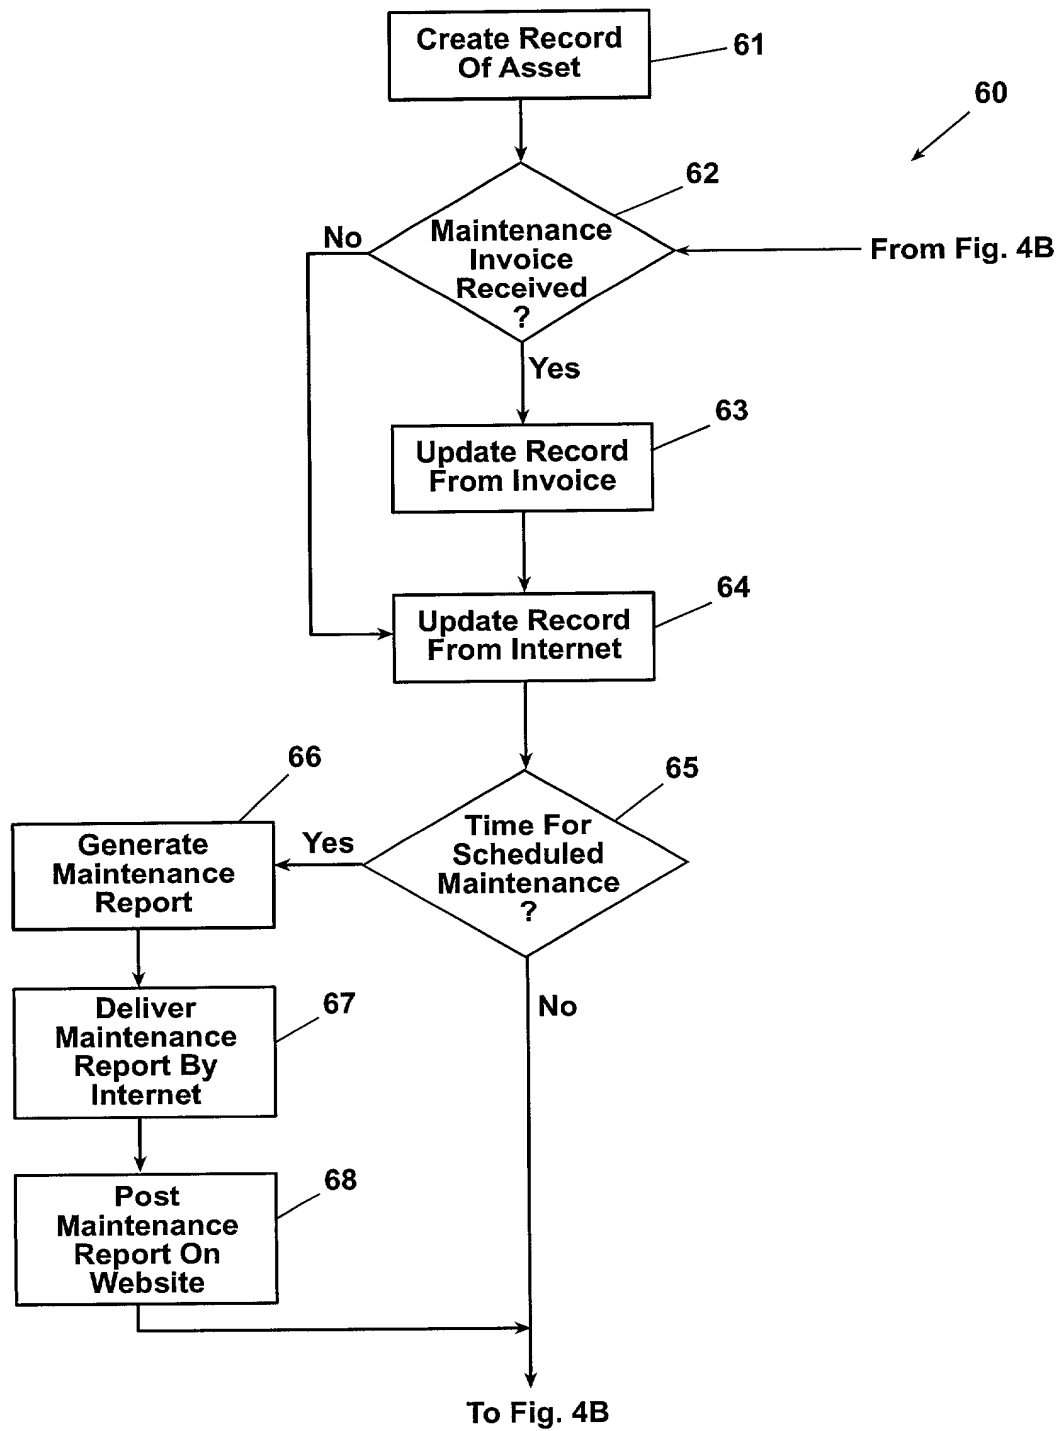 Create Record
Of Asset
61
60
62
No
Maintenance
Invoice
Received
?
From Fig. 4B
Yes
63
Update Record
From Invoice
64
Update Record
From Internet
66
65
Generate
Maintenance
Report
Yes
Time For
Scheduled
Maintenance
?
67
Deliver
Maintenance
Report By
Internet
No
68
Post
Maintenance
Report On
Website
To Fig. 4B